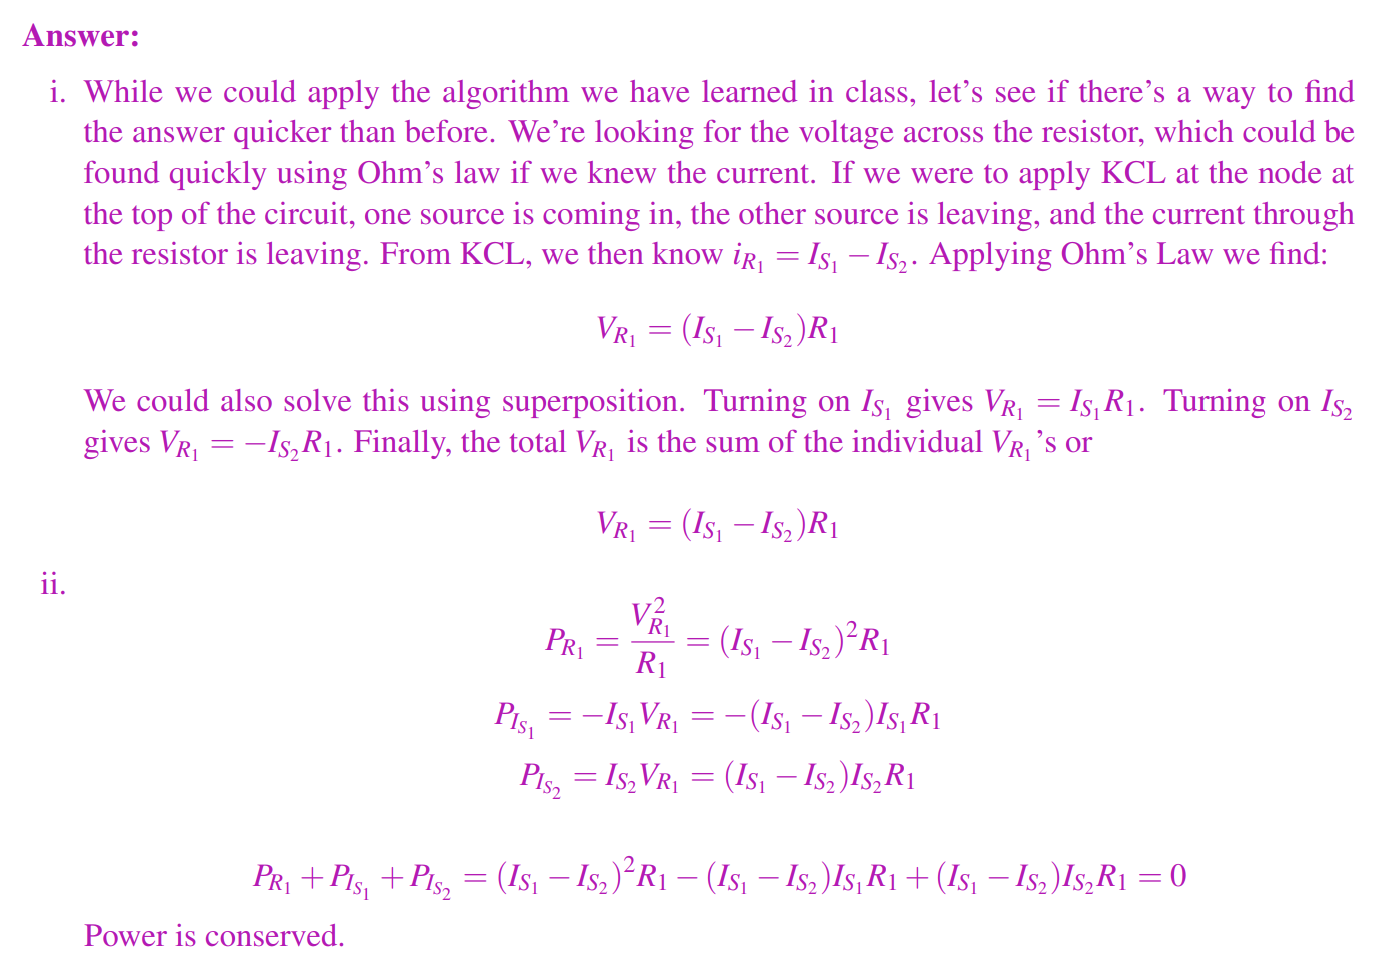 Answer:
i. While we could apply the algorithm we have learned in class, let's see if there's a way to find
the answer quicker than before. We're looking for the voltage across the resistor, which could be
found quickly using Ohm's law if we knew the current. If we were to apply KCL at the node at
the top of the circuit, one source is coming in, the other source is leaving, and the current through
the resistor is leaving. From KCL, we then know $i_{R_1} = I_{S_1} - I_{S_2}$. Applying Ohm's Law we find:
$V_{R_1} = (I_{S_1} - I_{S_2})R_1$
We could also solve this using superposition. Turning on $I_{S_1}$ gives $V_{R_1} = I_{S_1}R_1$. Turning on $I_{S_2}$
gives $V_{R_1} = -I_{S_2}R_1$. Finally, the total $V_{R_1}$ is the sum of the individual $V_{R_1}$'s or
$V_{R_1} = (I_{S_1} - I_{S_2})R_1$
ii.
$P_{R_1} = \frac{V_{R_1}^2}{R_1} = (I_{S_1} - I_{S_2})^2 R_1$
$P_{I_{S_1}} = -I_{S_1}V_{R_1} = -(I_{S_1} - I_{S_2})I_{S_1}R_1$
$P_{I_{S_2}} = I_{S_2}V_{R_1} = (I_{S_1} - I_{S_2})I_{S_2}R_1$
$P_{R_1} + P_{I_{S_1}} + P_{I_{S_2}} = (I_{S_1} - I_{S_2})^2 R_1 - (I_{S_1} - I_{S_2})I_{S_1}R_1 + (I_{S_1} - I_{S_2})I_{S_2}R_1 = 0$
Power is conserved.